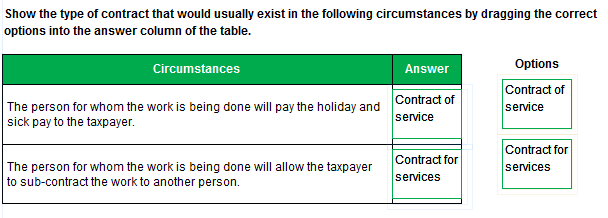 Show the type of contract that would usually exist in the following circumstances by dragging the correct
options into the answer column of the table.
Circumstances
Answer
Options
The person for whom the work is being done will pay the holiday and
sick pay to the taxpayer.
Contract of
service
Contract of
service
The person for whom the work is being done will allow the taxpayer
to sub-contract the work to another person.
Contract for
services
Contract for
services